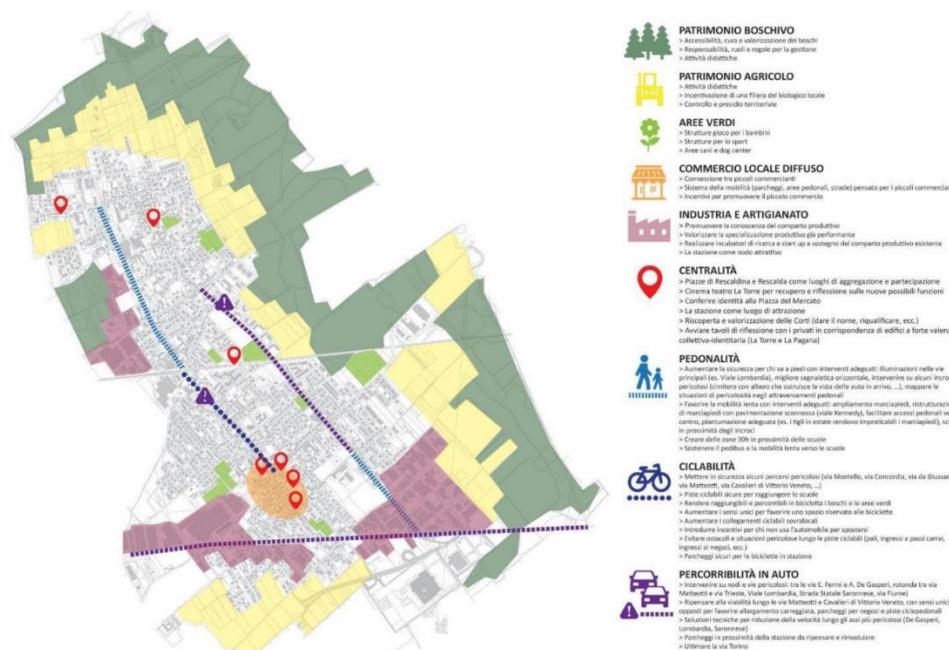 PATRIMONIO BOSCHIVO
> Accessibilità, cura e valorizzazione dei boschi
> Responsabilità, ruoli e regole per la gestione
> Attività didattiche
PATRIMONIO AGRICOLO
> Attività didattiche
> Incentivazione di una filiera del biologico locale
> Controllo e presidio territoriale
AREE VERDI
> Strutture gioco per i bambini
> Strutture per lo sport
> Aree cani e dog center
COMMERCIO LOCALE DIFFUSO
> Connessione tra piccoli commercianti
> Sistema della mobilità (parcheggi, aree pedonali, strade) pensato per i piccoli commercian
> Incentivi per promuovere il piccolo commercio
INDUSTRIA E ARTIGIANATO
> Promuovere la conoscenza del comparto produttivo
> Valorizzare la specializzazione produttiva già performante
> Realizzare incubatori di ricerca e start up a sostegno del comparto produttivo esistente
> La stazione come nodo attrattivo
CENTRALITÀ
> Piazze di Rescaldina e Rescalda come luoghi di aggregazione e partecipazione
> Cinema teatro La Torre per recupero e riflessione sulle nuove possibili funzioni
> Conferire identità alla Piazza del Mercato
> La stazione come luogo di attrazione
> Riscoperta e valorizzazione delle Corti (dare il nome, riqualificare, ecc.)
> Avviare tavoli di riflessione con i privati in corrispondenza di edifici a forte valenz
collettiva-identitaria (La Torre e La Pagana)
PEDONALITÀ
> Aumentare la sicurezza per chi va a piedi con interventi adeguati: illuminazioni nelle vie
principali (es. Viale Lombardia), migliore segnaletica orizzontale, intervenire su alcuni incro
pericolosi (cimitero con albero che ostruisce la vista delle auto in arrivo, ...), mappare le
situazioni di pericolosità negli attraversamenti pedonali
> Favorire la mobilità lenta con interventi adeguati: ampliamento marciapiedi, ristrutturazio
di marciapiedi con pavimentazione sconnessa (viale Kennedy), facilitare accessi pedonali ve
centro, piantumazione adeguata (es. i tigli in estate rendono impraticabili i marciapiedi), sc
in prossimità degli incroci
> Creare delle zone 30h in prossimità delle scuole
> Sostenere il pedibus e la mobilità lenta verso le scuole
CICLABILITÀ
> Mettere in sicurezza alcuni percorsi pericolosi (via Montello, via Concordia, via da Giussan
via Matteotti, via Cavalieri di Vittorio Veneto, ...)
> Piste ciclabili sicure per raggiungere le scuole
> Rendere raggiungibili e percorribili in bicicletta i boschi e le aree verdi
> Aumentare i sensi unici per favorire uno spazio riservato alle biciclette
> Aumentare i collegamenti ciclabili sovralocali
> Introdurre incentivi per chi non usa l'automobile per spostarsi
> Evitare ostacoli e situazioni pericolose lungo le piste ciclabili (pali, ingressi a passi carrai,
ingressi ai negozi, ecc.)
> Parcheggi sicuri per le biciclette in stazione
PERCORRIBILITÀ IN AUTO
> Intervenire su nodi e vie pericolosi: tra le vie E. Fermi e A. De Gasperi, rotonda tra via
Matteotti e via Trieste, Viale Lombardia, Strada Statale Saronnese, via Fiume)
> Ripensare alla viabilità lungo le vie Matteotti e Cavalieri di Vittorio Veneto, con sensi unici
opposti per favorire allargamento carreggiata, parcheggi per negozi e piste ciclopedonali
> Soluzioni tecniche per riduzione della velocità lungo gli assi più pericolosi (De Gasperi,
Lombardia, Saronnese)
> Parcheggi in prossimità della stazione da ripensare e rimodulare
> Ultimare la via Torino